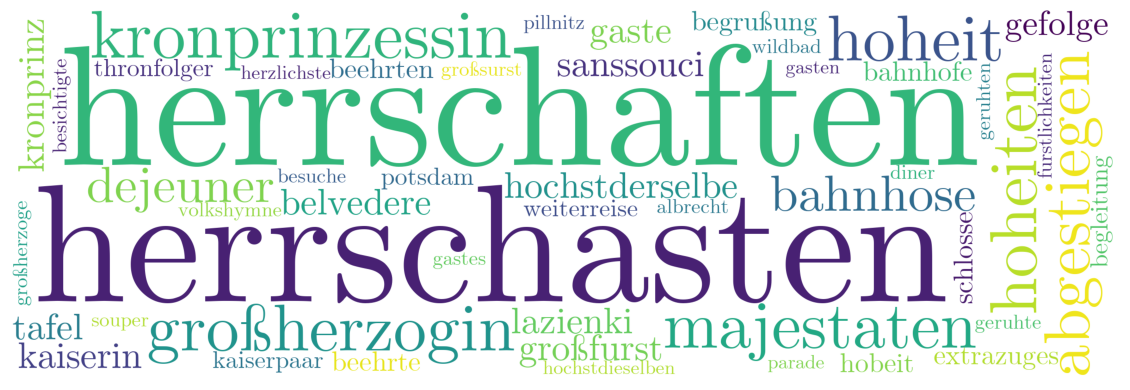 kronprinz
kronprinzessin
pillnitz
gaste
begrußung
wildbad
hoheit
gefolge
besichtigte
thronfolger
herzlichste
beehrten
großsurst
sanssouci
gasten
bahnhofe
geruhten
furstlichkeiten
herrschaften
hoheiten
abgestiegen
dejeuner
besuche
potsdam
hochstderselbe
diner
bahnhose
volkshymne
belvedere
weiterreise
albrecht
begleitung
großherzoge
herrschasten
gastes
schlosse
tafel
souper
großherzogin
lazienki
majestaten
geruhte
kaiserin
kaiserpaar
beehrte
großfurst
hochstdieselben
parade
hobeit
extrazuges